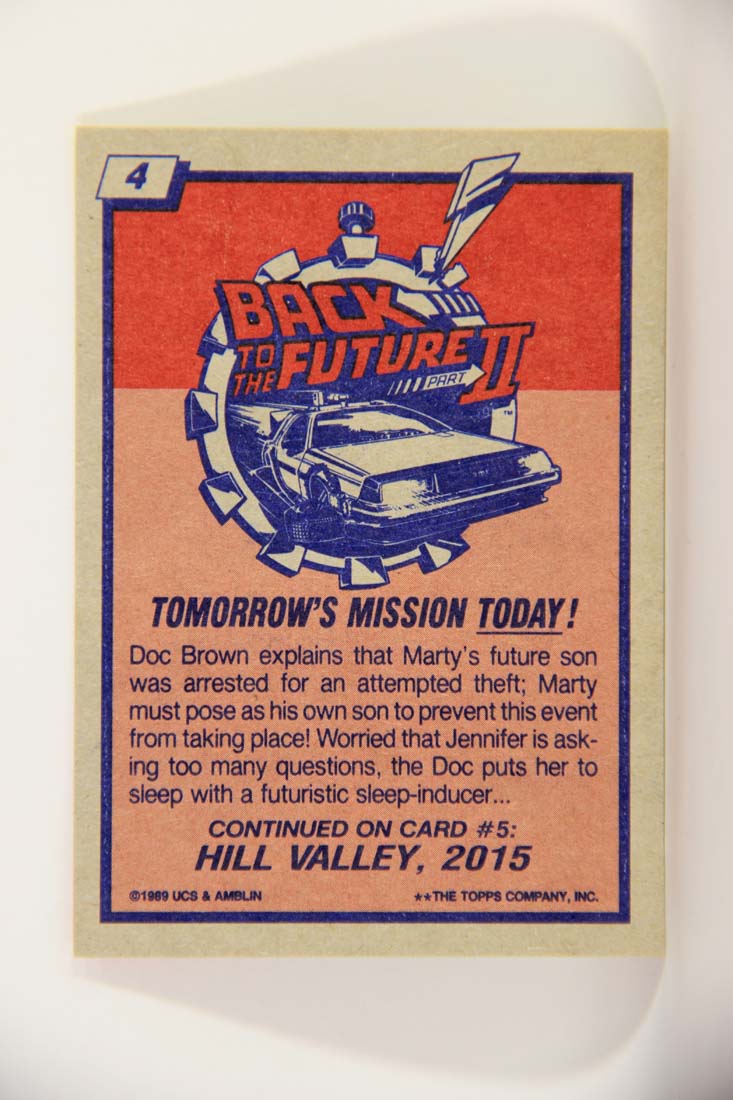 4
BACK
TO
THE FUTURE II
PART
TM
TOMORROW'S MISSION TODAY!
Doc Brown explains that Marty's future son
was arrested for an attempted theft; Marty
must pose as his own son to prevent this event
from taking place! Worried that Jennifer is ask-
ing too many questions, the Doc puts her to
sleep with a futuristic sleep-inducer...
CONTINUED ON CARD #5:
HILL VALLEY, 2015
©1989 UCS & AMBLIN
**THE TOPPS COMPANY, INC.